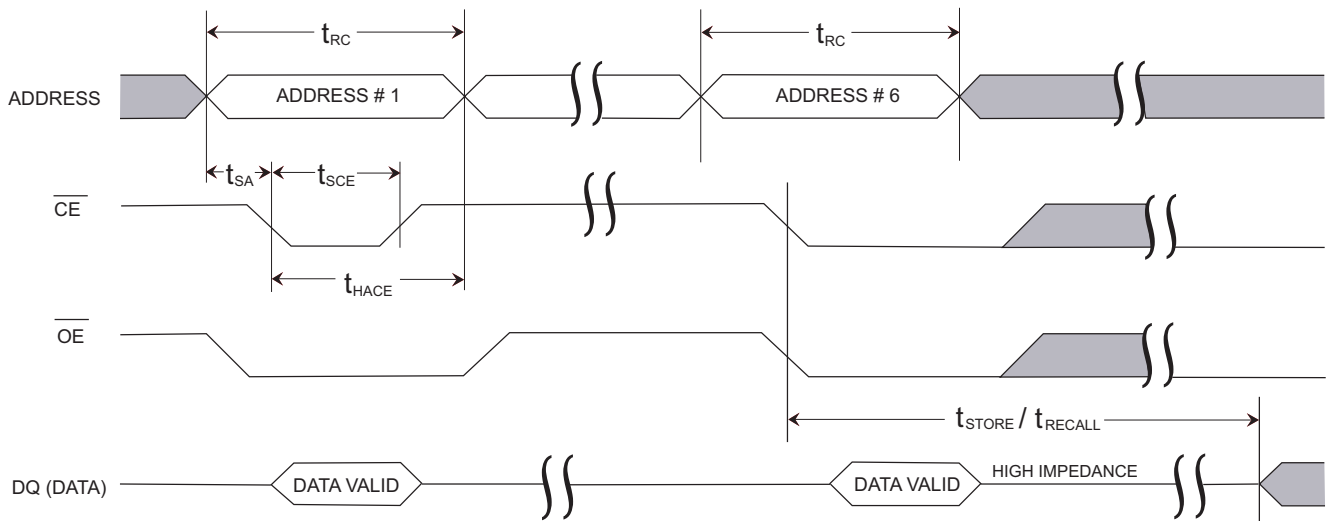 tRC
tRC
ADDRESS
ADDRESS # 1
ADDRESS # 6
tSA
tSCE
CE
tHACE
OE
tSTORE / tRECALL
DQ (DATA)
DATA VALID
DATA VALID
HIGH IMPEDANCE